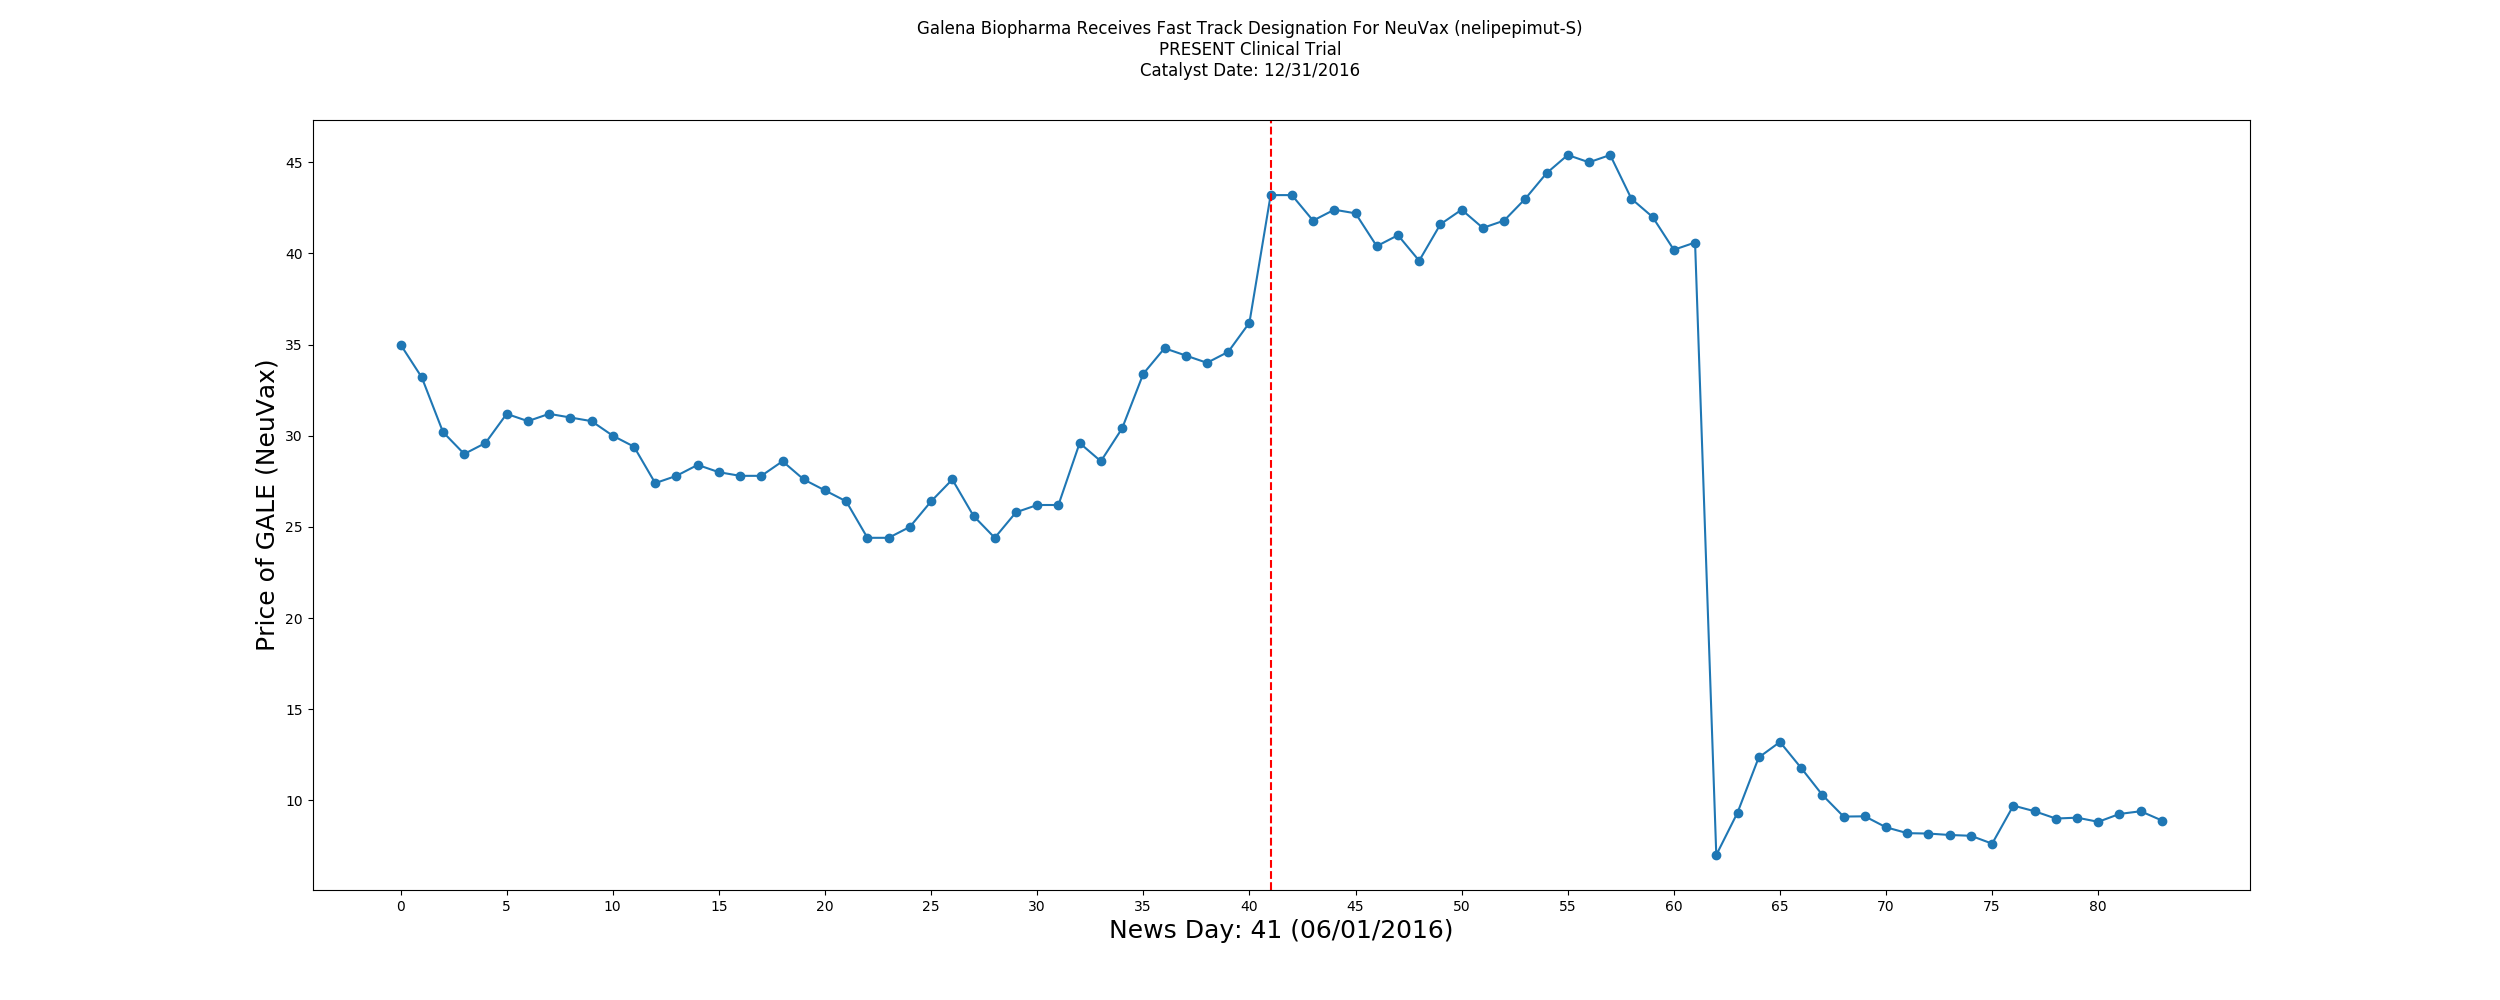 Galena Biopharma Receives Fast Track Designation For NeuVax (nelipepimut-S)
PRESENT Clinical Trial
Catalyst Date: 12/31/2016
Price of GALE (NeuVax)
45
40
35
30
25
20
15
10
0 5 10 15 20 25 30 35 40 45 50 55 60 65 70 75 80
News Day: 41 (06/01/2016)